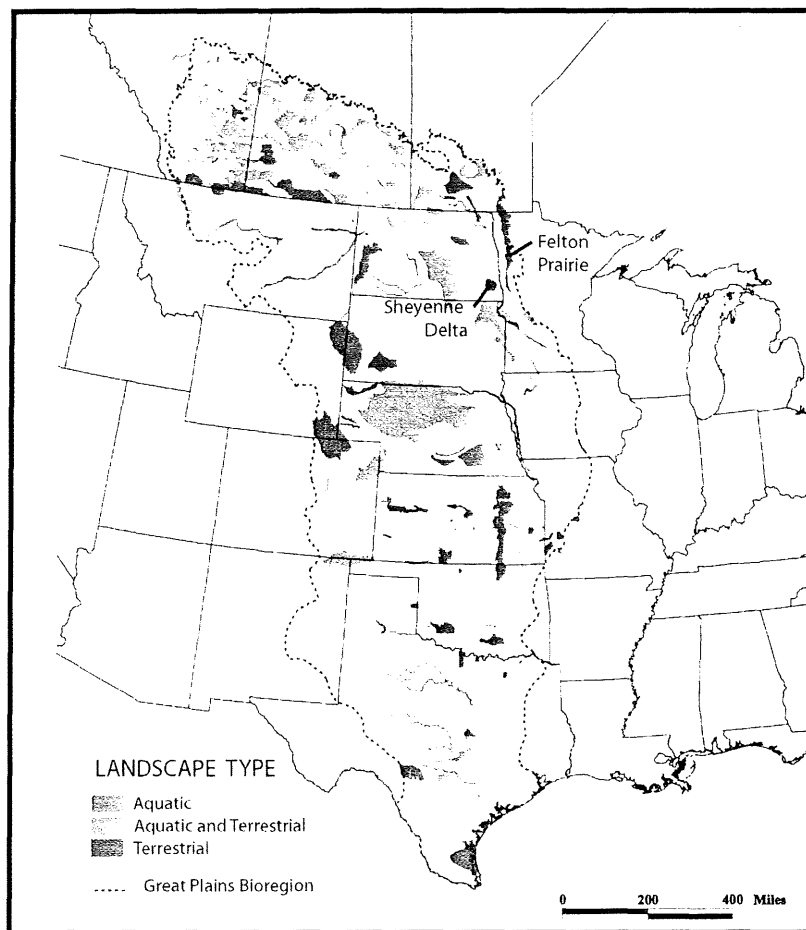 Felton
Prairie
Sheyenne
Delta
LANDSCAPE TYPE
Aquatic
Aquatic and Terrestrial
Terrestrial
Great Plains Bioregion
0 200 400 Miles